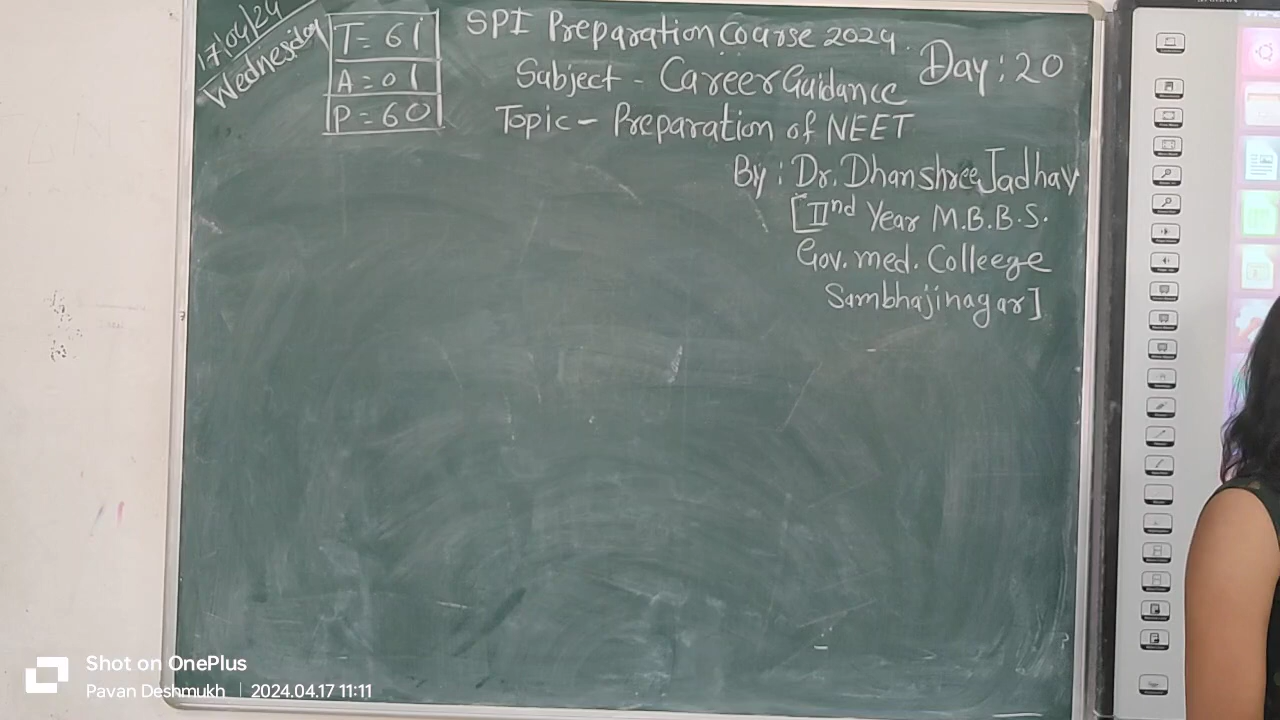 17/04/24
Wednesday
T = 61
A = 01
P = 60
SPI Preparation Course 2024.
Subject - Career Guidance
Day : 20
Topic - Preparation of NEET
By : Dr. Dhanshree Jadhav
[IInd Year M.B.B.S.
Gov. med. Colleege
Sambhajinagar]
Shot on OnePlus
Pavan Deshmukh | 2024.04.17 11:11